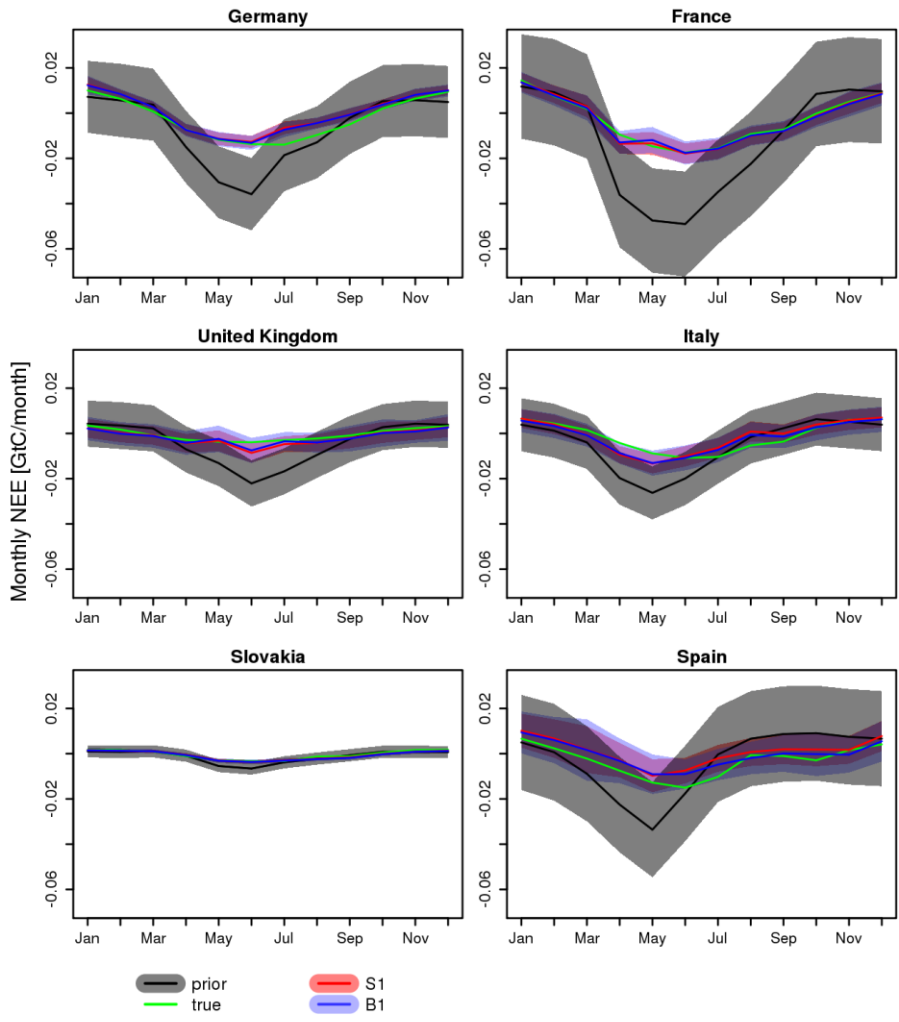 Germany
France
0.02
-0.02
-0.06
Jan Mar May Jul Sep Nov
0.02
-0.02
-0.06
Jan Mar May Jul Sep Nov
United Kingdom
Italy
Monthly NEE [GtC/month]
0.02
-0.02
-0.06
Jan Mar May Jul Sep Nov
0.02
-0.02
-0.06
Jan Mar May Jul Sep Nov
Slovakia
Spain
0.02
-0.02
-0.06
Jan Mar May Jul Sep Nov
0.02
-0.02
-0.06
Jan Mar May Jul Sep Nov
prior
true
S1
B1